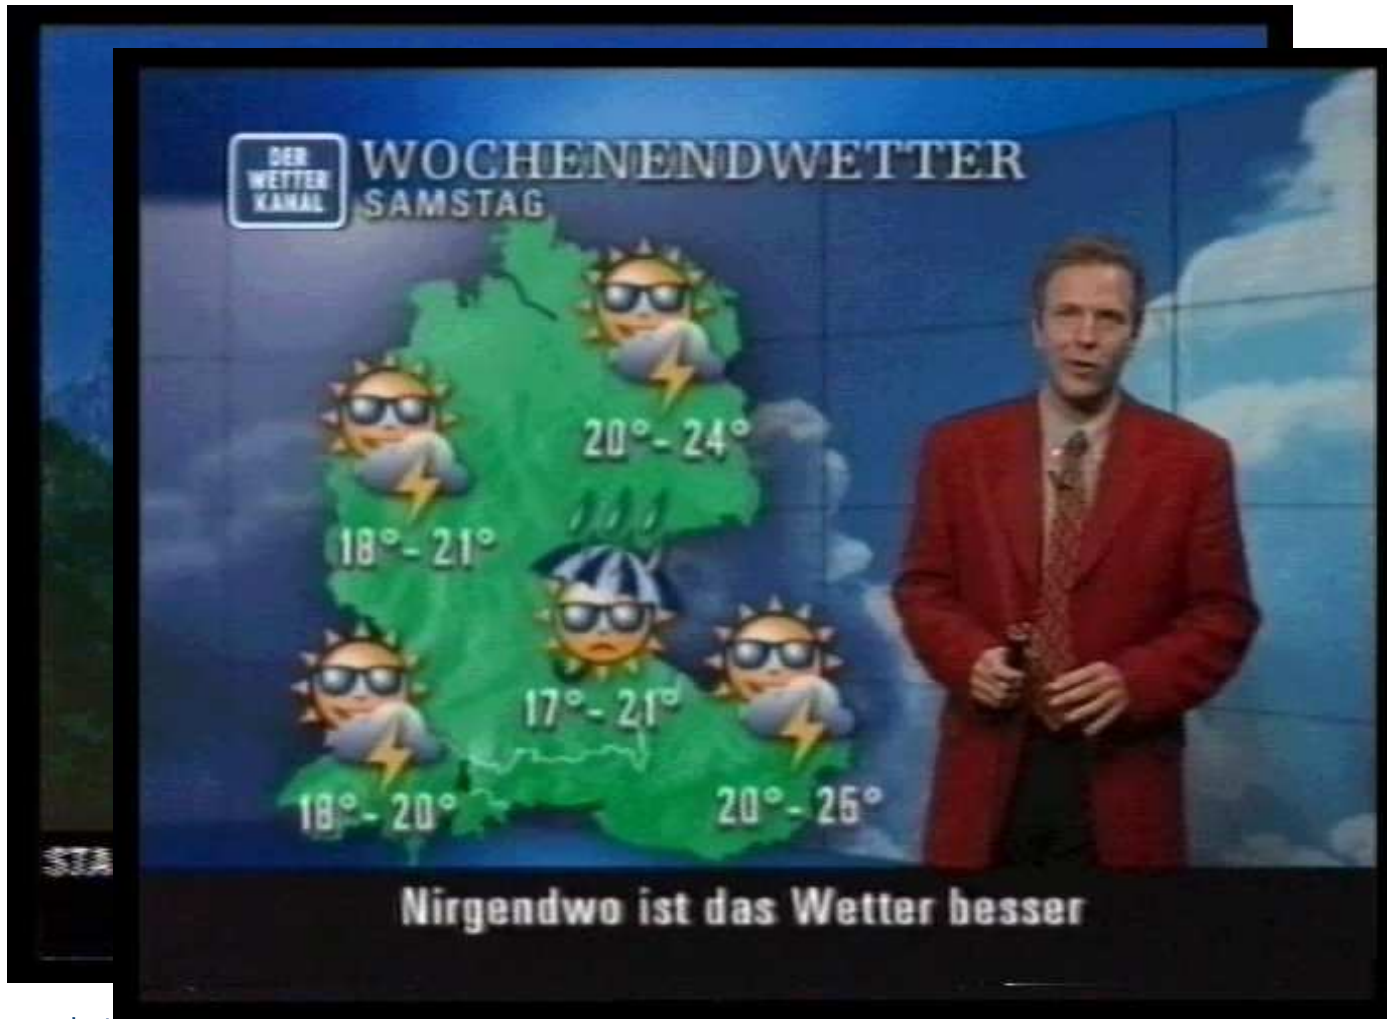 DER
WETTER
KANAL
WOCHENENDWETTER
SAMSTAG
20°- 24°
18°- 21°
17°- 21°
18°- 20°
20°- 25°
STA
Nirgendwo ist das Wetter besser